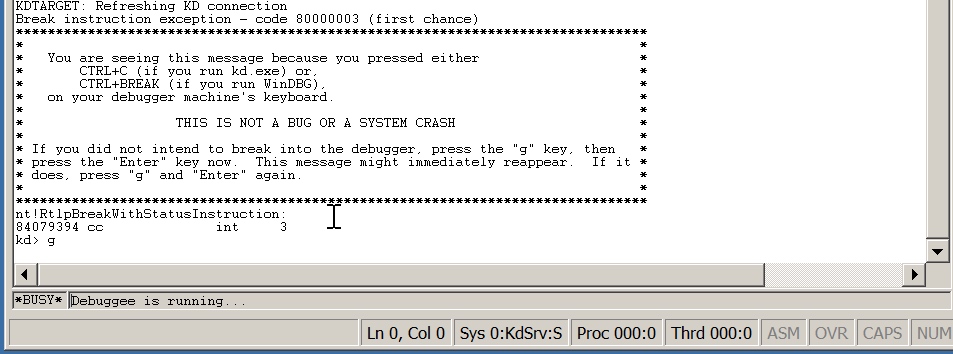 KDTARGET: Refreshing KD connection
Break instruction exception - code 80000003 (first chance)
*******************************************************************************
*                                                                             *
*   You are seeing this message because you pressed either                    *
*       CTRL+C (if you run kd.exe) or,                                        *
*       CTRL+BREAK (if you run WinDBG),                                       *
*   on your debugger machine's keyboard.                                      *
*                                                                             *
*                   THIS IS NOT A BUG OR A SYSTEM CRASH                       *
*                                                                             *
* If you did not intend to break into the debugger, press the "g" key, then   *
* press the "Enter" key now.  This message might immediately reappear.  If it *
* does, press "g" and "Enter" again.                                          *
*                                                                             *
*******************************************************************************
nt!RtlpBreakWithStatusInstruction:
84079394 cc              int     3
kd> g
*BUSY* Debuggee is running...
Ln 0, Col 0 Sys 0:KdSrv:S Proc 000:0 Thrd 000:0 ASM OVR CAPS NUM